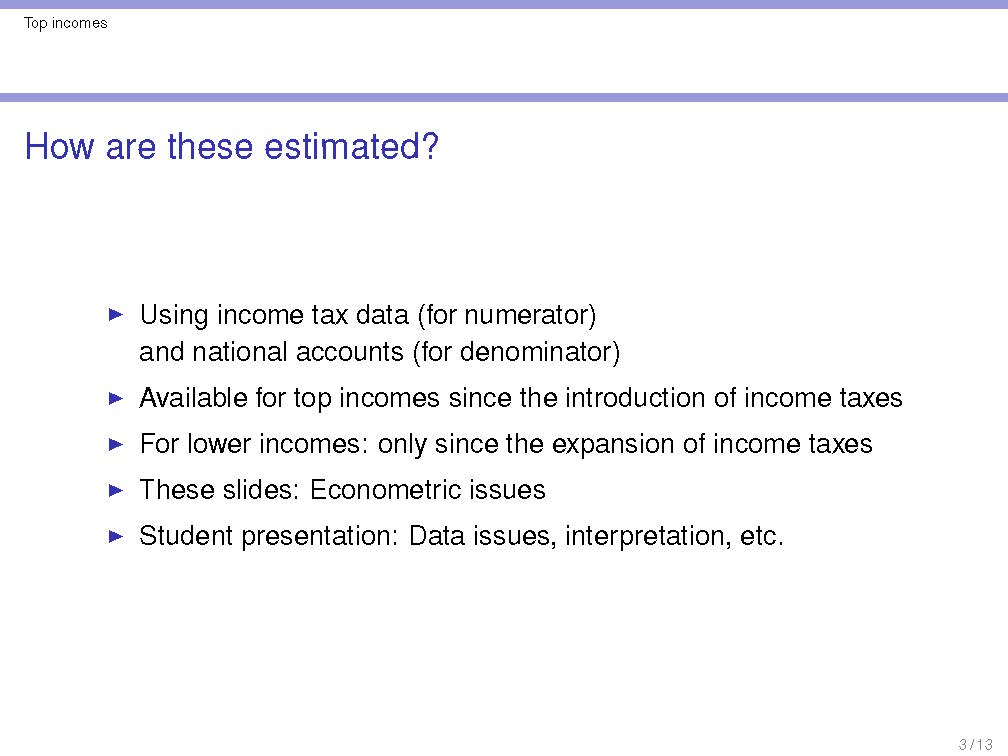 Top incomes
How are these estimated?
▶ Using income tax data (for numerator)
and national accounts (for denominator)
▶ Available for top incomes since the introduction of income taxes
▶ For lower incomes: only since the expansion of income taxes
▶ These slides: Econometric issues
▶ Student presentation: Data issues, interpretation, etc.
3 / 13